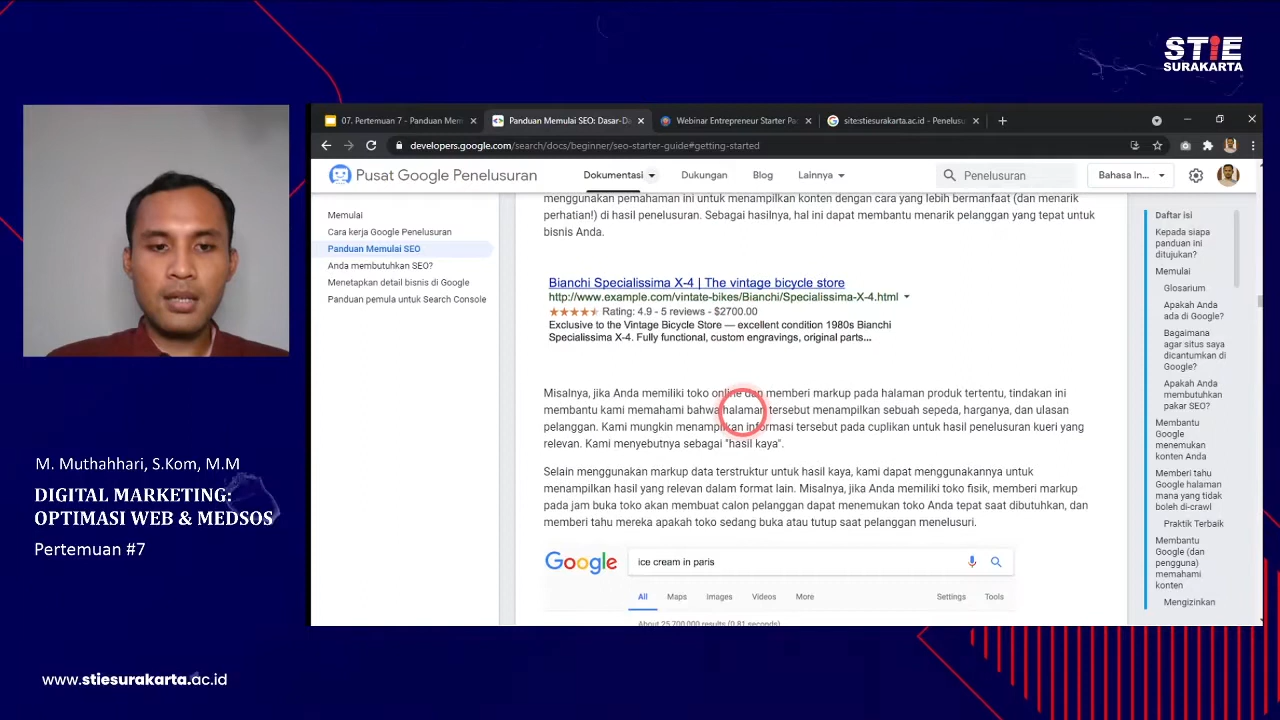 STIE
SURAKARTA
07. Pertemuan 7 - Panduan Mem
Panduan Memulai SEO: Dasar-Da
Webinar Entrepreneur Starter Pa
site:stiesurakarta.ac.id - Penelusu
developers.google.com/search/docs/beginner/seo-starter-guide#getting-started
Pusat Google Penelusuran
Dokumentasi
Dukungan
Blog
Lainnya
Penelusuran
Bahasa In...
Memulai
Cara kerja Google Penelusuran
Panduan Memulai SEO
Anda membutuhkan SEO?
Menetapkan detail bisnis di Google
Panduan pemula untuk Search Console
menggunakan pemahaman ini untuk menampilkan konten dengan cara yang lebih bermanfaat (dan menarik
perhatian!) di hasil penelusuran. Sebagai hasilnya, hal ini dapat membantu menarik pelanggan yang tepat untuk
bisnis Anda.
Bianchi Specialissima X-4 | The vintage bicycle store
http://www.example.com/vintate-bikes/Bianchi/Specialissima-X-4.html
Rating: 4.9 - 5 reviews - $2700.00
Exclusive to the Vintage Bicycle Store — excellent condition 1980s Bianchi
Specialissima X-4. Fully functional, custom engravings, original parts...
Misalnya, jika Anda memiliki toko online dan memberi markup pada halaman produk tertentu, tindakan ini
membantu kami memahami bahwa halaman tersebut menampilkan sebuah sepeda, harganya, dan ulasan
pelanggan. Kami mungkin menampilkan informasi tersebut pada cuplikan untuk hasil penelusuran kueri yang
relevan. Kami menyebutnya sebagai "hasil kaya".
Selain menggunakan markup data terstruktur untuk hasil kaya, kami dapat menggunakannya untuk
menampilkan hasil yang relevan dalam format lain. Misalnya, jika Anda memiliki toko fisik, memberi markup
pada jam buka toko akan membuat calon pelanggan dapat menemukan toko Anda tepat saat dibutuhkan, dan
memberi tahu mereka apakah toko sedang buka atau tutup saat pelanggan menelusuri.
Google
ice cream in paris
All
Maps
Images
Videos
More
Settings
Tools
About 25,700,000 results (0.81 seconds)
Daftar isi
Kepada siapa
panduan ini
ditujukan?
Memulai
Glosarium
Apakah Anda
ada di Google?
Bagaimana
agar situs saya
dicantumkan di
Google?
Apakah Anda
membutuhkan
pakar SEO?
Membantu
Google
menemukan
konten Anda
Memberi tahu
Google halaman
mana yang tidak
boleh di-crawl
Praktik Terbaik
Membantu
Google (dan
pengguna)
memahami
konten
Mengizinkan
M. Muthahhari, S.Kom, M.M
DIGITAL MARKETING:
OPTIMASI WEB & MEDSOS
Pertemuan #7
www.stiesurakarta.ac.id